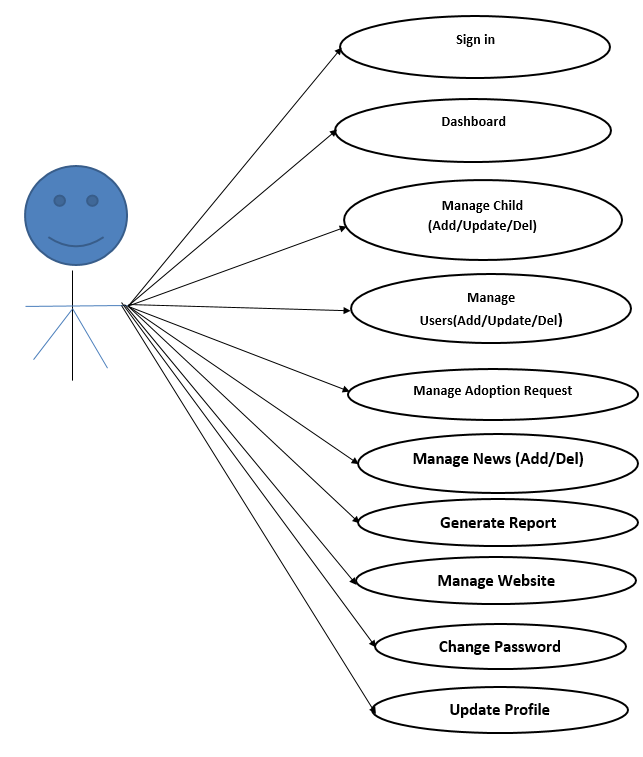 Sign in
Dashboard
Manage Child
(Add/Update/Del)
Manage
Users(Add/Update/Del)
Manage Adoption Request
Manage News (Add/Del)
Generate Report
Manage Website
Change Password
Update Profile